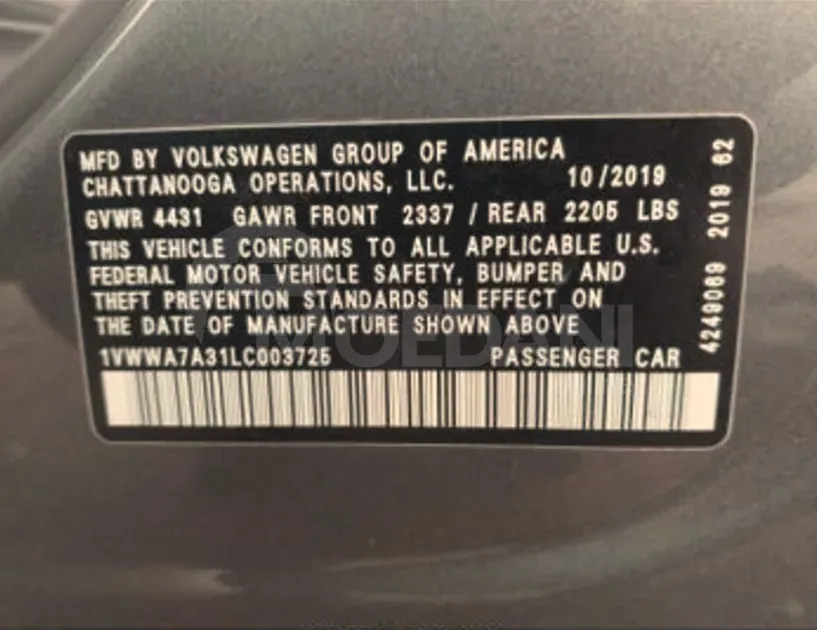 MFD BY VOLKSWAGEN GROUP OF AMERICA
CHATTANOOGA OPERATIONS, LLC. 10/2019
GVWR 4431 GAWR FRONT 2337 / REAR 2205 LBS
THIS VEHICLE CONFORMS TO ALL APPLICABLE U.S.
FEDERAL MOTOR VEHICLE SAFETY, BUMPER AND
THEFT PREVENTION STANDARDS IN EFFECT ON
THE DATE OF MANUFACTURE SHOWN ABOVE
1VWWA7A31LC003725 PASSENGER CAR
4249069 2019 62
MQEDANI